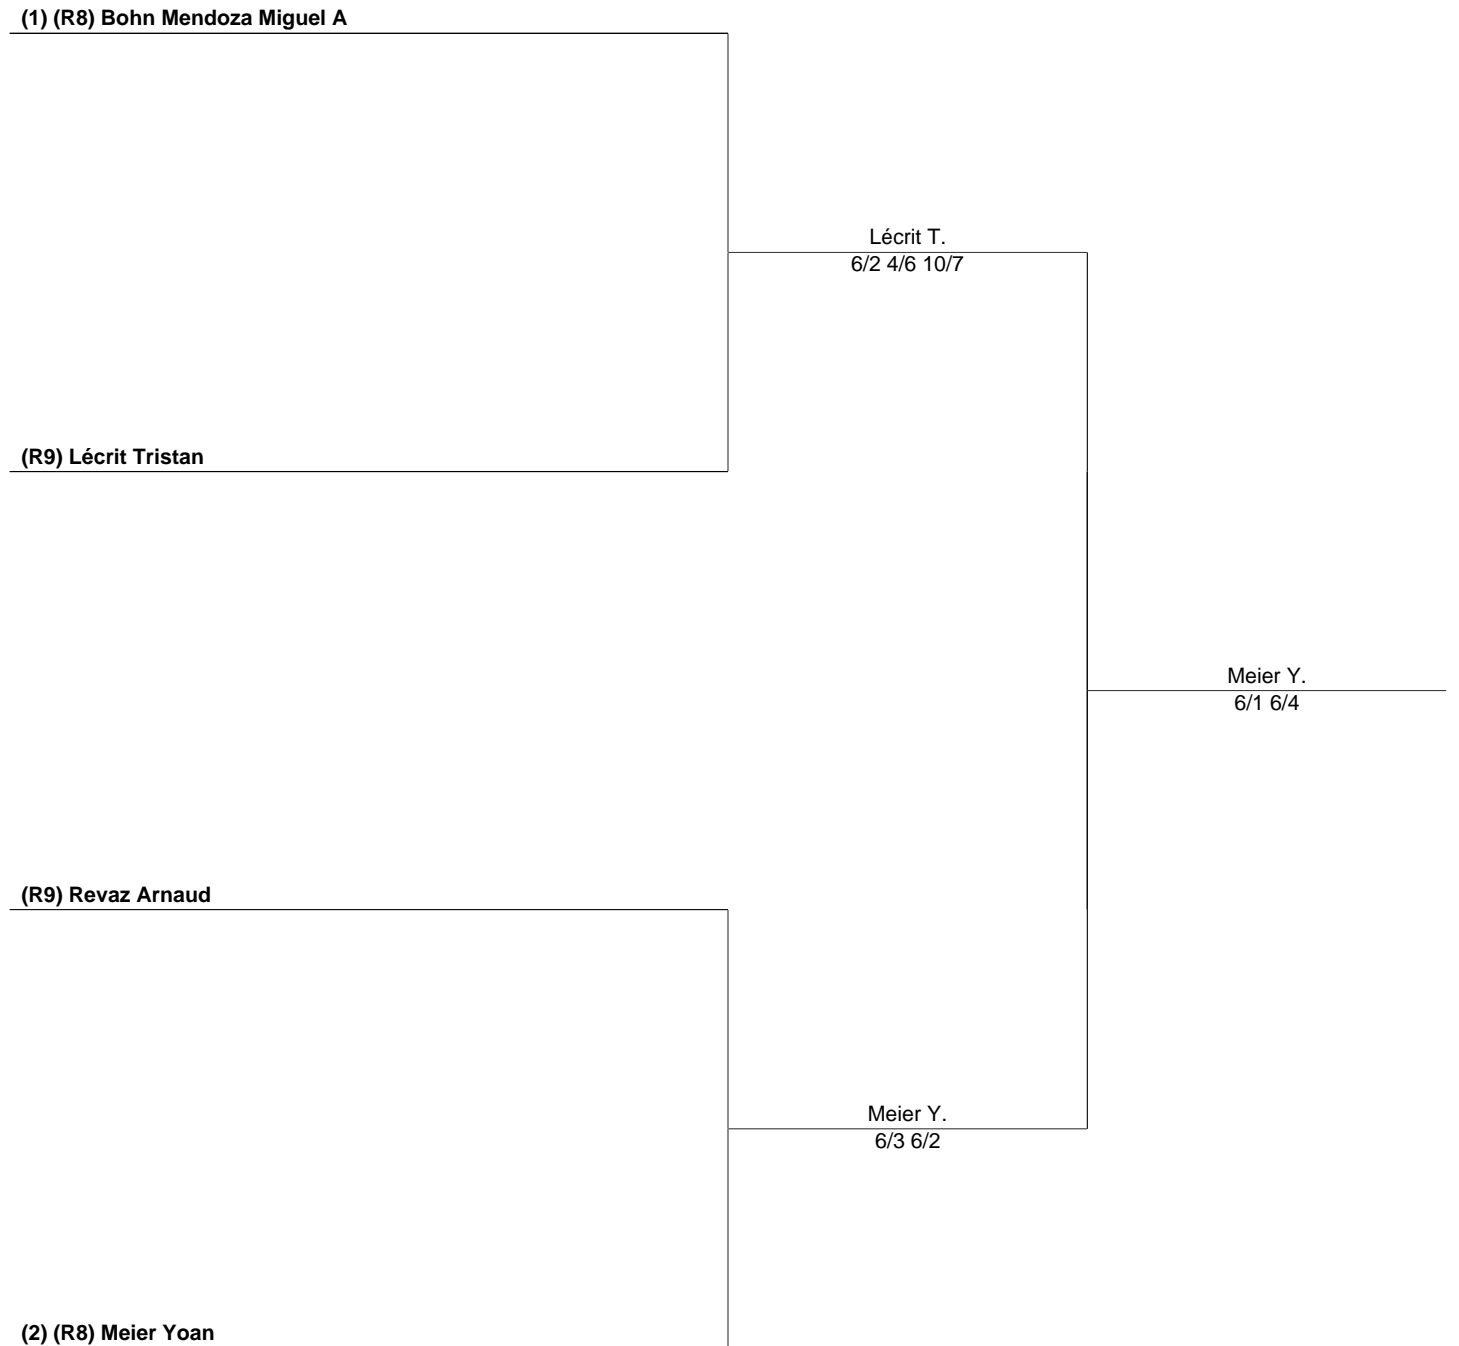 (1) (R8) Bohn Mendoza Miguel A
Lécrit T.
6/2 4/6 10/7
(R9) Lécrit Tristan
Meier Y.
6/1 6/4
(R9) Revaz Arnaud
Meier Y.
6/3 6/2
(2) (R8) Meier Yoan